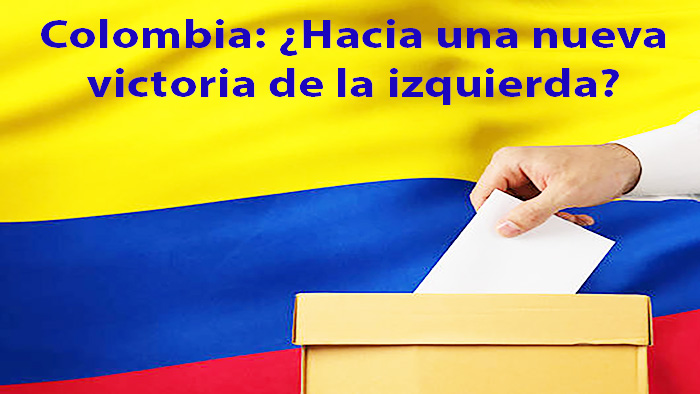 Colombia: ¿Hacia una nueva
victoria de la izquierda?